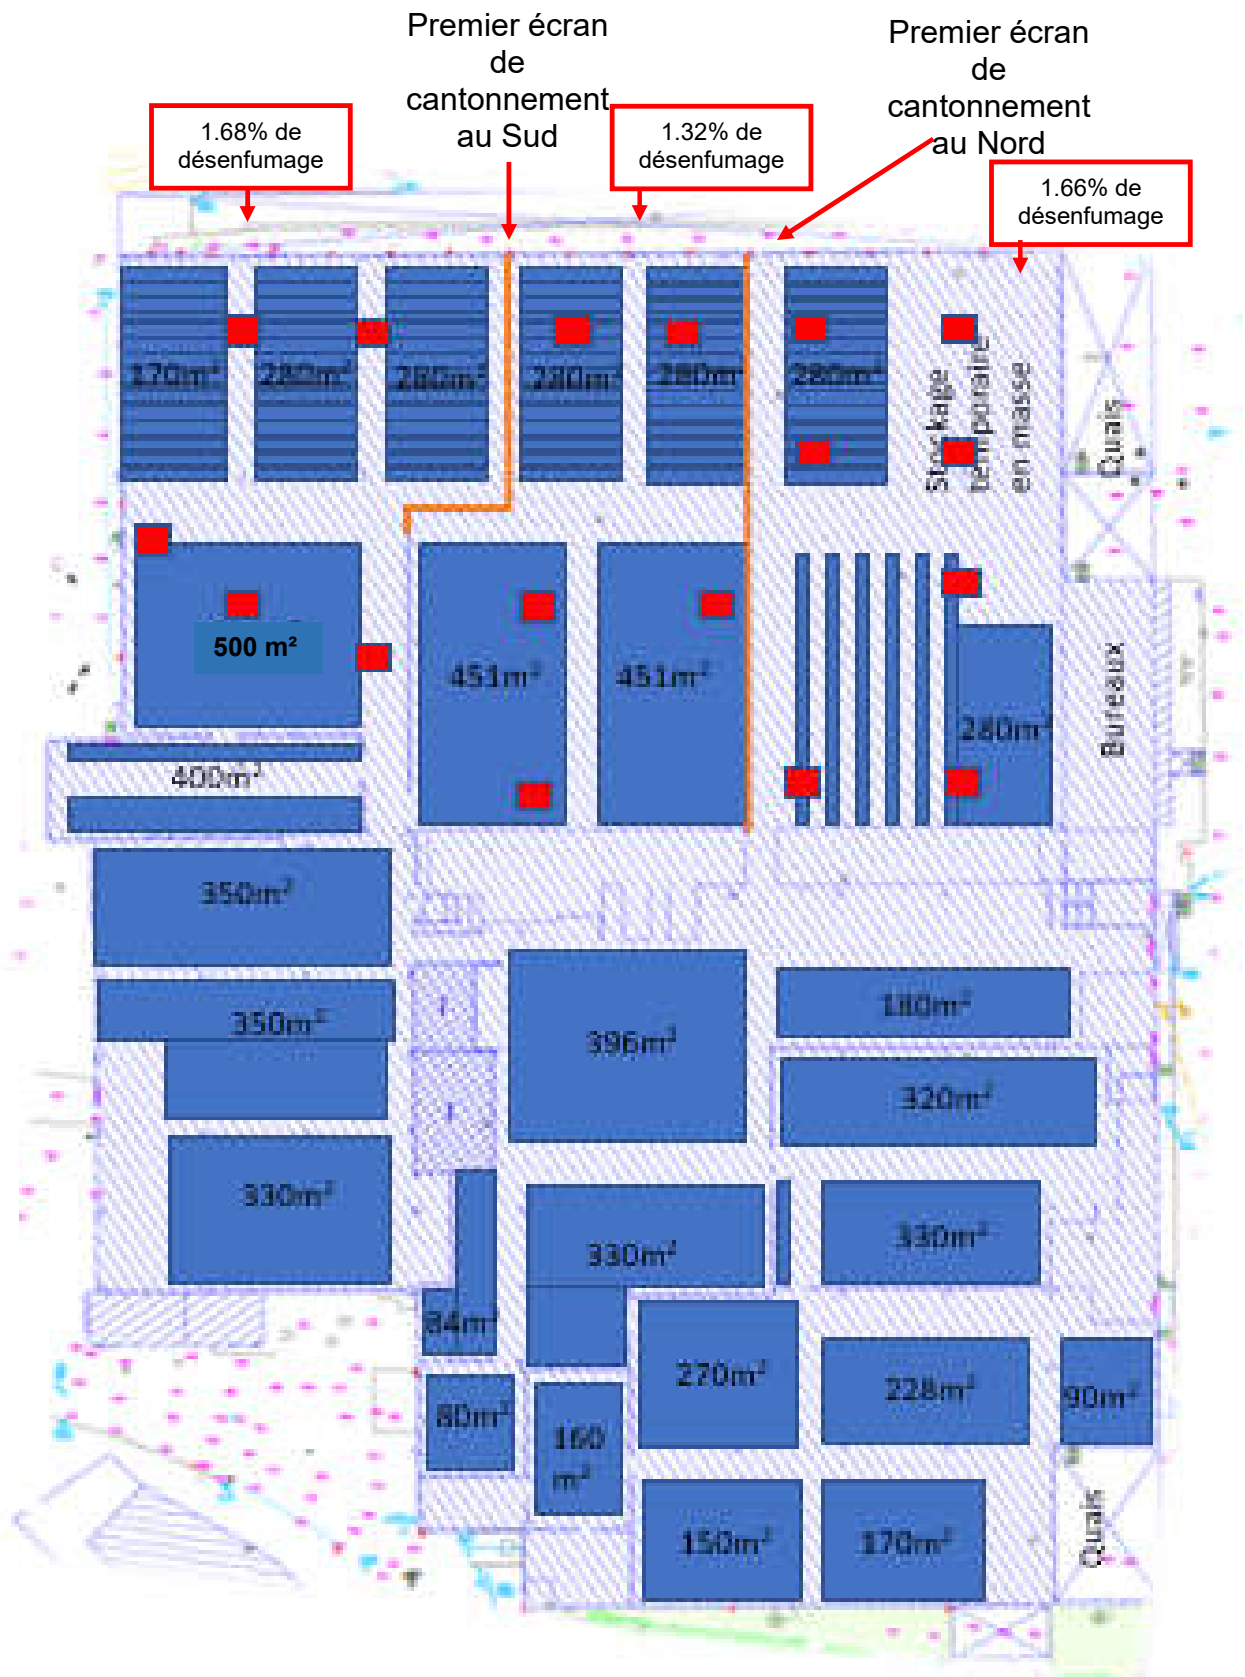 Premier écran
de
cantonnement
au Sud
Premier écran
de
cantonnement
au Nord
1.68% de
désenfumage
1.32% de
désenfumage
1.66% de
désenfumage
170m²
280m²
280m²
280m²
280m²
280m²
Stockage
temporaire
en masse
Quais
500 m²
451m²
451m²
280m²
Bureaux
400m²
350m²
350m²
396m²
180m²
320m²
330m²
330m²
330m²
84m²
270m²
228m²
90m²
80m²
160
m²
150m²
170m²
Quais